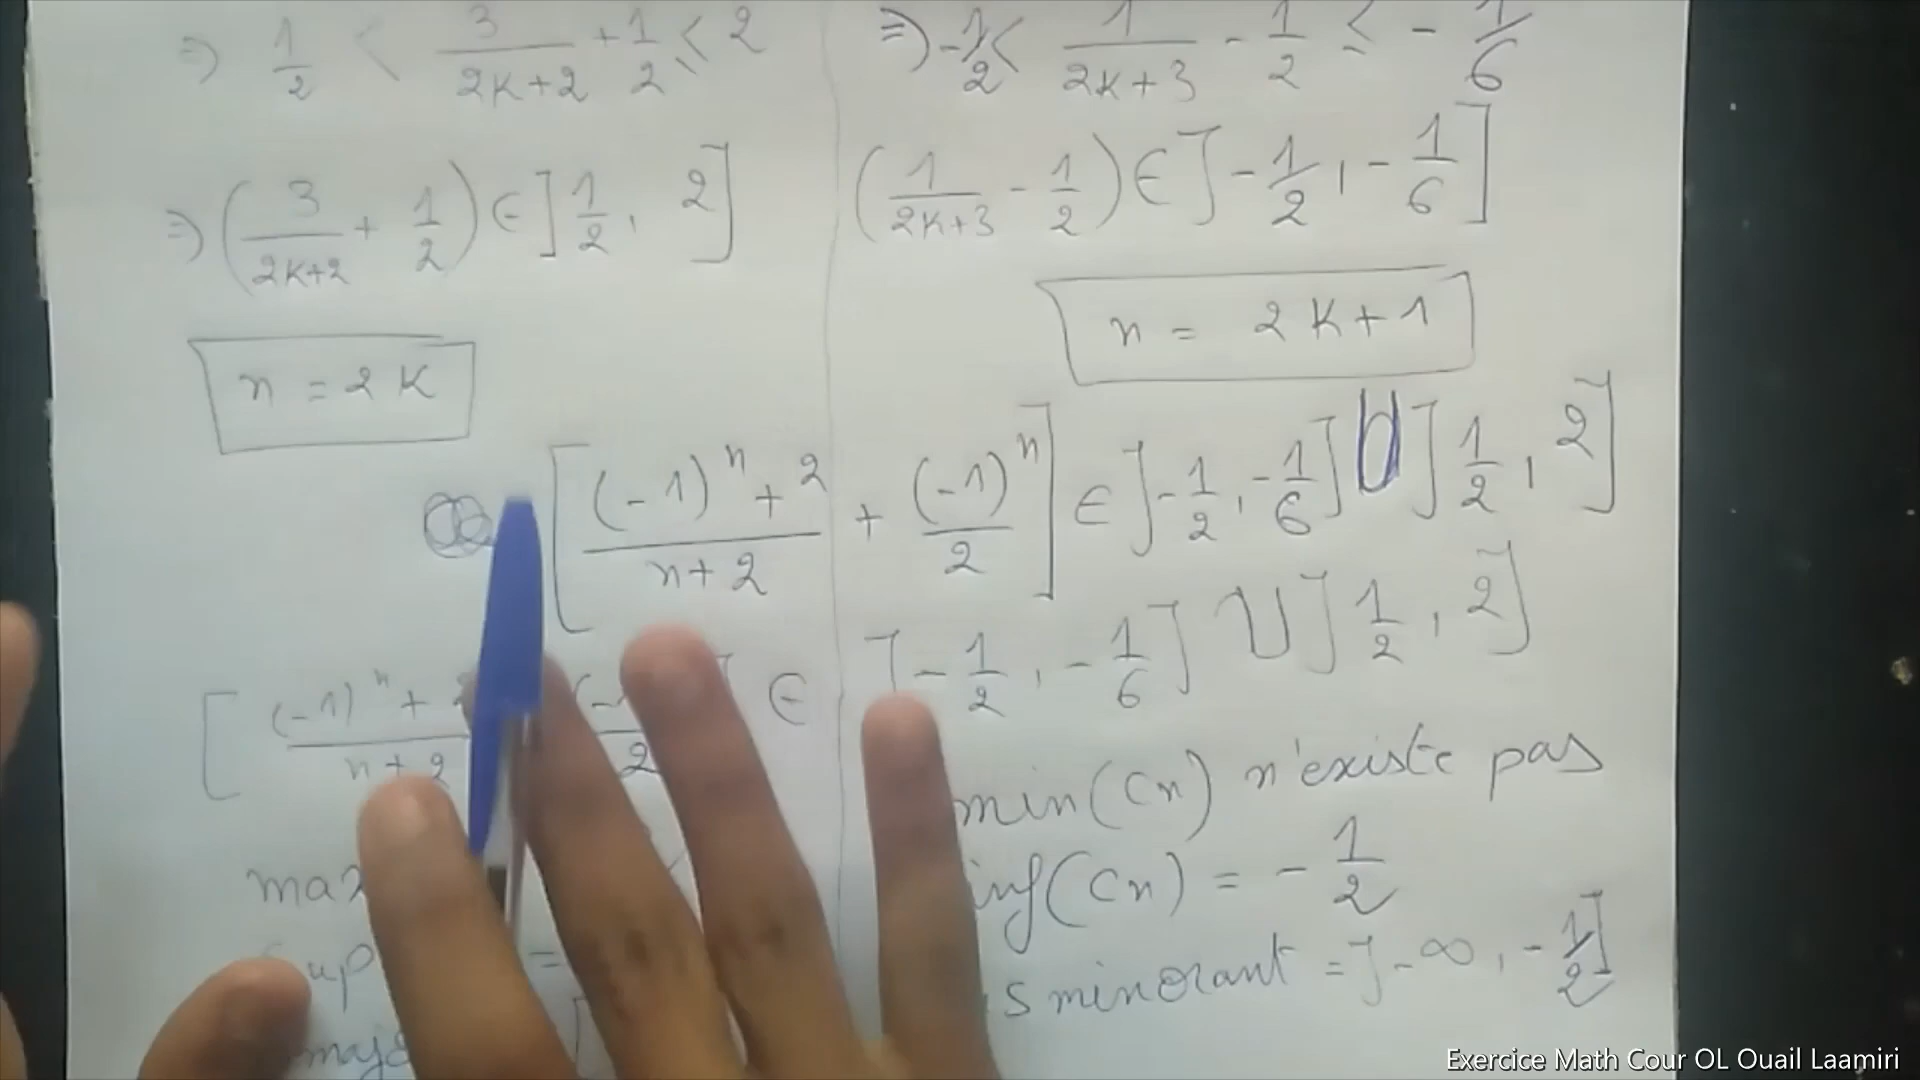 ⇒ 1/2 < 3/(2K+2) + 1/2 ≤ 2
⇒ -1/2 < 1/(2K+3) - 1/2 ≤ -1/6
⇒ (3/(2K+2) + 1/2) ∈ ]1/2, 2]
(1/(2K+3) - 1/2) ∈ ]-1/2, -1/6]
n = 2K
n = 2K+1
[((-1)^n + 2)/(n+2) + (-1)^n/2] ∈ ]-1/2, -1/6] U ]1/2, 2]
[ (-1)^n + n+2 2 ] ∈ ]-1/2, -1/6] U ]1/2, 2]
min(Cn) n'existe pas
inf(Cn) = -1/2
s minorant = ]-∞, -1/2]
=
Exercice Math Cour OL Ouail Laamiri